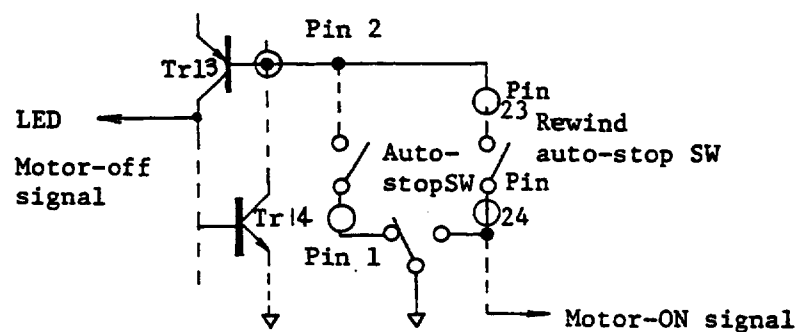 Pin 2
Tr13
Pin
23
LED
Rewind
auto-stop SW
Auto-
stopSW
Motor-off
signal
Pin
24
Tr14
Pin 1
Motor-ON signal